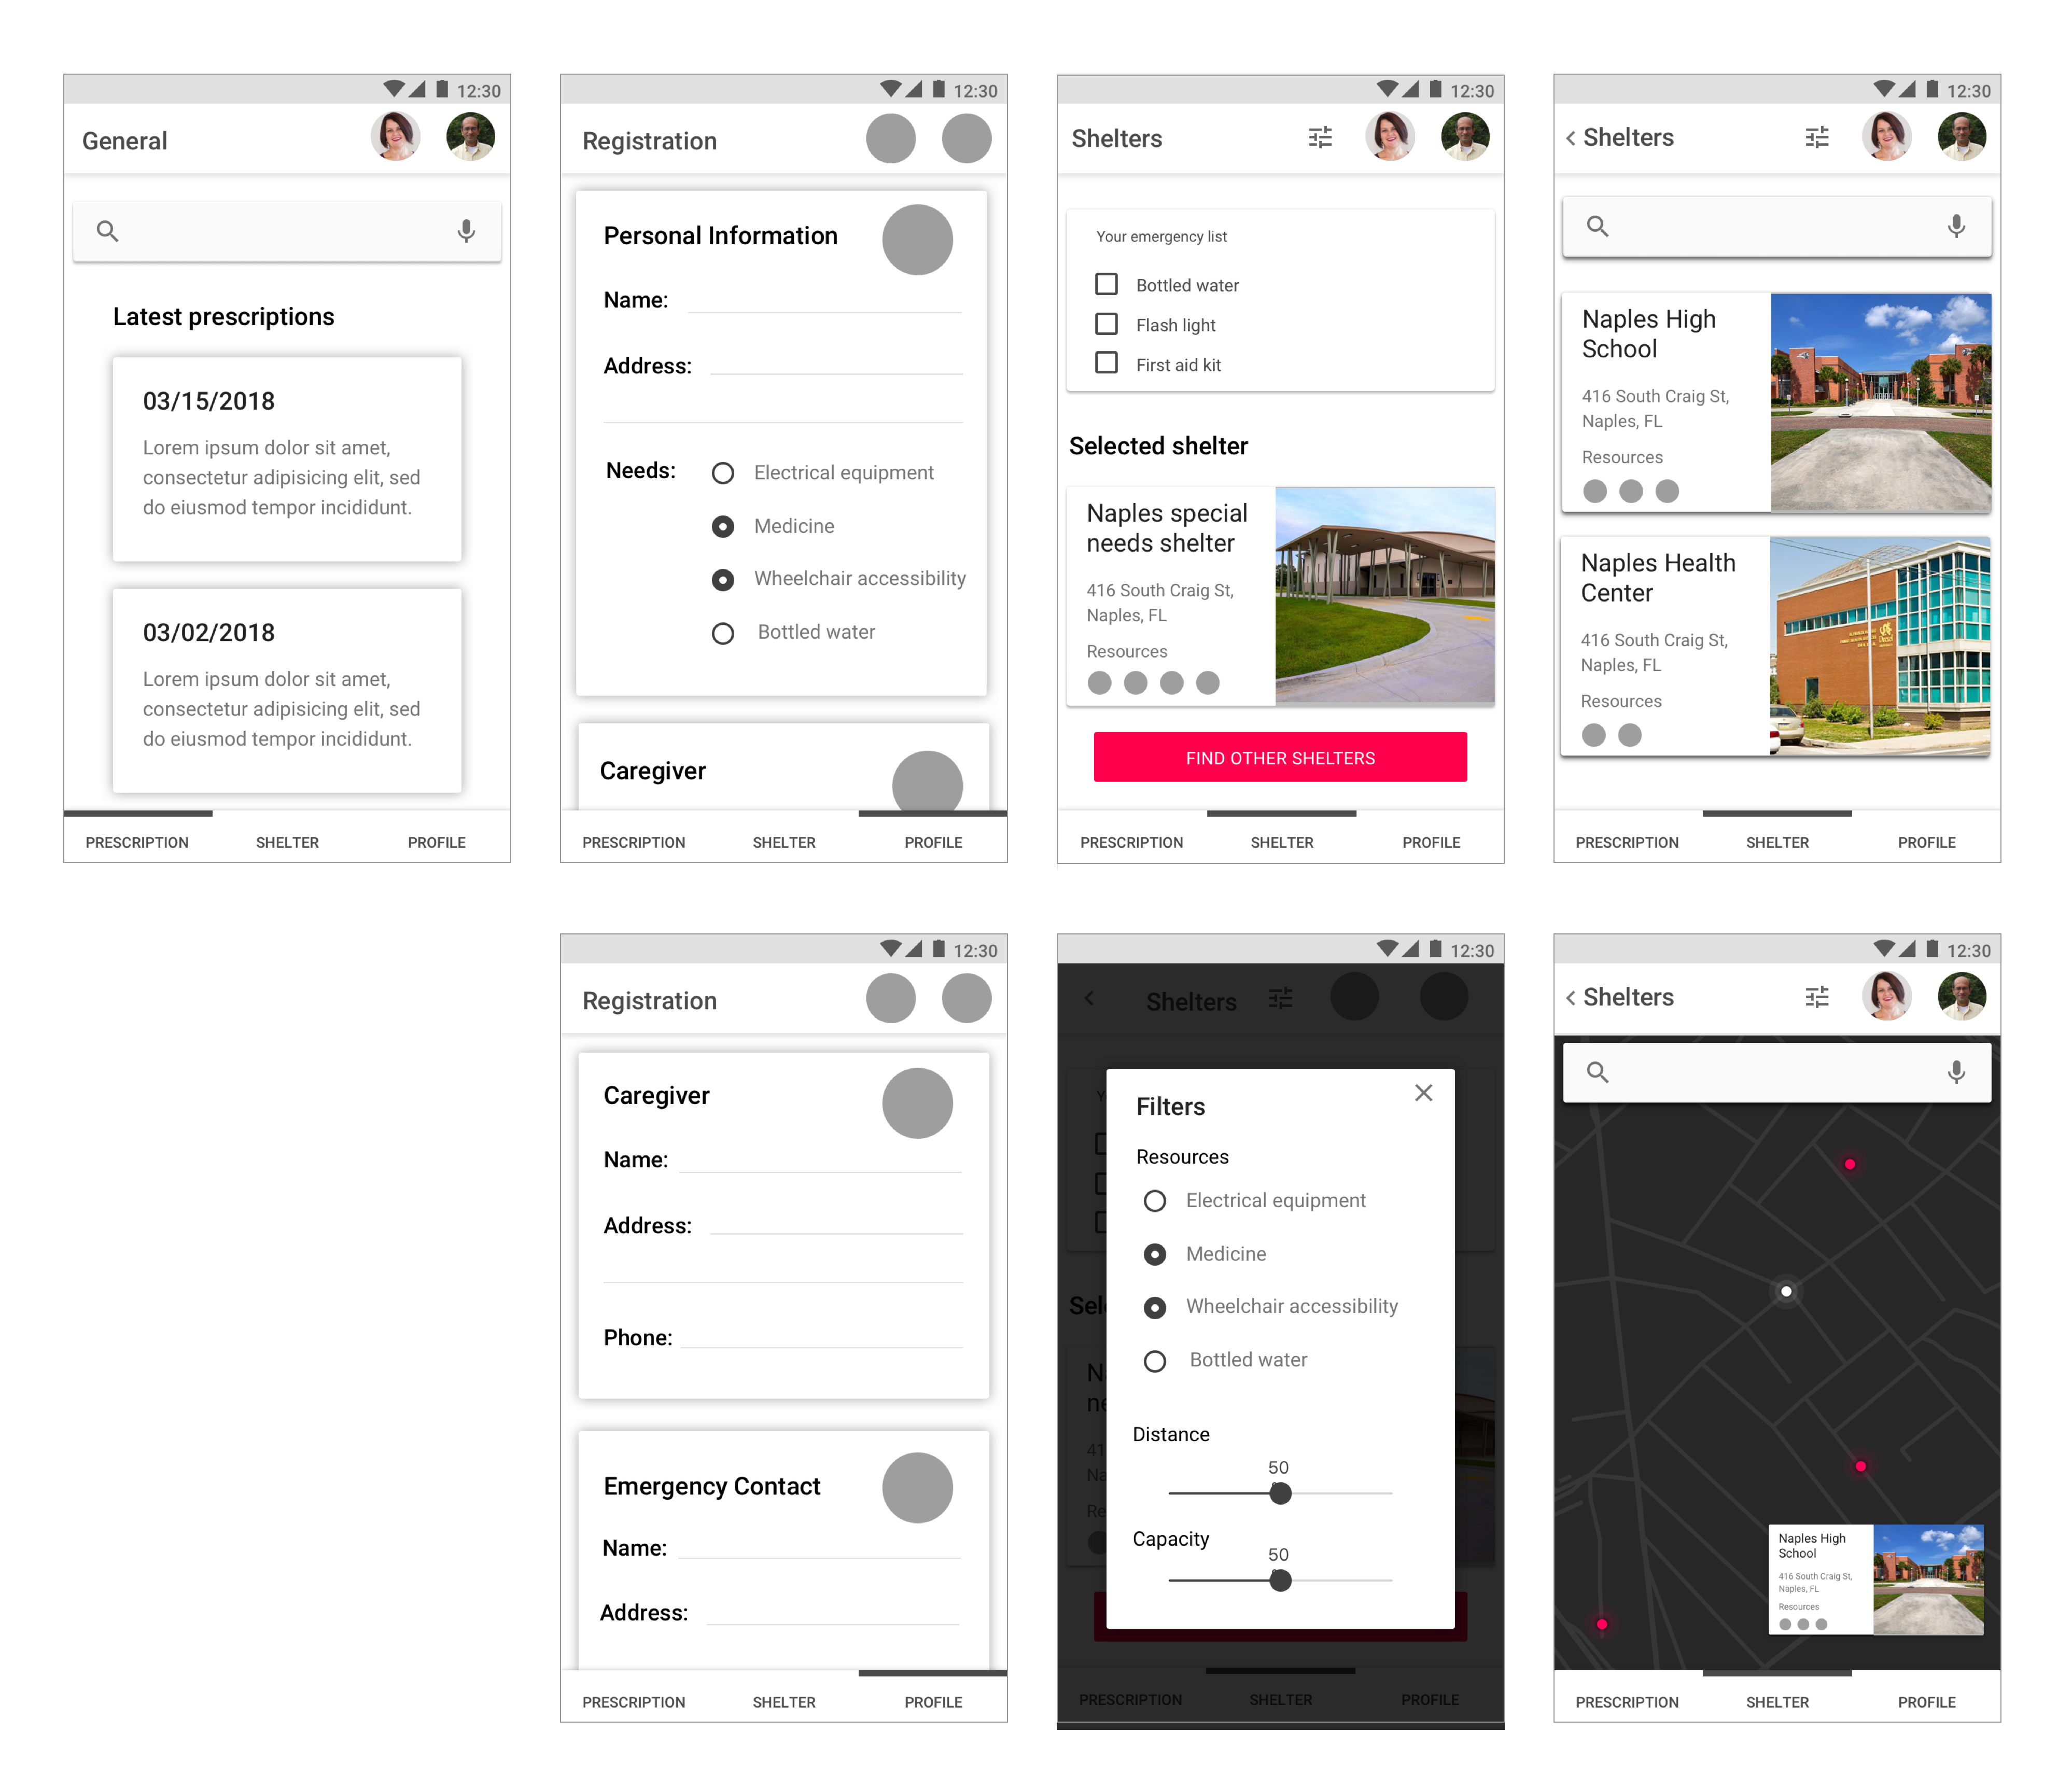 12:30
General
Latest prescriptions
03/15/2018
Lorem ipsum dolor sit amet,
consectetur adipisicing elit, sed
do eiusmod tempor incididunt.
03/02/2018
Lorem ipsum dolor sit amet,
consectetur adipisicing elit, sed
do eiusmod tempor incididunt.
PRESCRIPTION SHELTER PROFILE
12:30
Registration
Personal Information
Name:
Address:
Needs:
Electrical equipment
Medicine
Wheelchair accessibility
Bottled water
Caregiver
PRESCRIPTION SHELTER PROFILE
12:30
Shelters
Your emergency list
Bottled water
Flash light
First aid kit
Selected shelter
Naples special
needs shelter
416 South Craig St,
Naples, FL
Resources
FIND OTHER SHELTERS
PRESCRIPTION SHELTER PROFILE
12:30
Shelters
Naples High
School
416 South Craig St,
Naples, FL
Resources
Naples Health
Center
416 South Craig St,
Naples, FL
Resources
PRESCRIPTION SHELTER PROFILE
12:30
Registration
Caregiver
Name:
Address:
Phone:
Emergency Contact
Name:
Address:
PRESCRIPTION SHELTER PROFILE
12:30
Shelters
Filters
Resources
Electrical equipment
Medicine
Wheelchair accessibility
Bottled water
Distance
50
Capacity
50
PRESCRIPTION SHELTER PROFILE
12:30
Shelters
Naples High
School
416 South Craig St,
Naples, FL
Resources
PRESCRIPTION SHELTER PROFILE